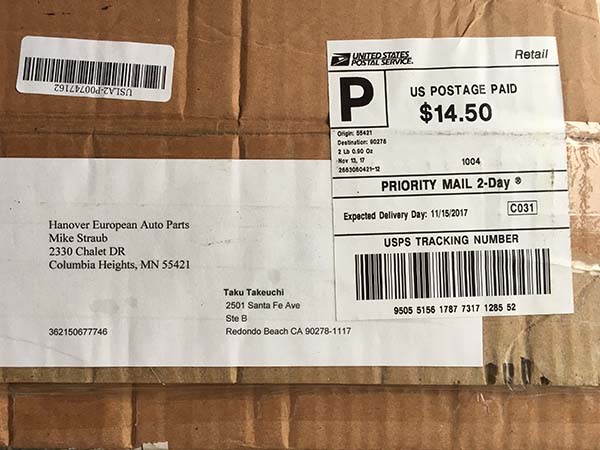 USLA2-P00747162
UNITED STATES
POSTAL SERVICE®
Retail
P
US POSTAGE PAID
$14.50
Origin: 55421
Destination: 90278
2 Lb 0.90 Oz
Nov 13, 17
2663060421-12
1004
PRIORITY MAIL 2-Day ®
Expected Delivery Day: 11/15/2017
C031
USPS TRACKING NUMBER
9505 5156 1787 7317 1285 52
Hanover European Auto Parts
Mike Straub
2330 Chalet DR
Columbia Heights, MN 55421
Taku Takeuchi
2501 Santa Fe Ave
Ste B
Redondo Beach CA 90278-1117
362150677746